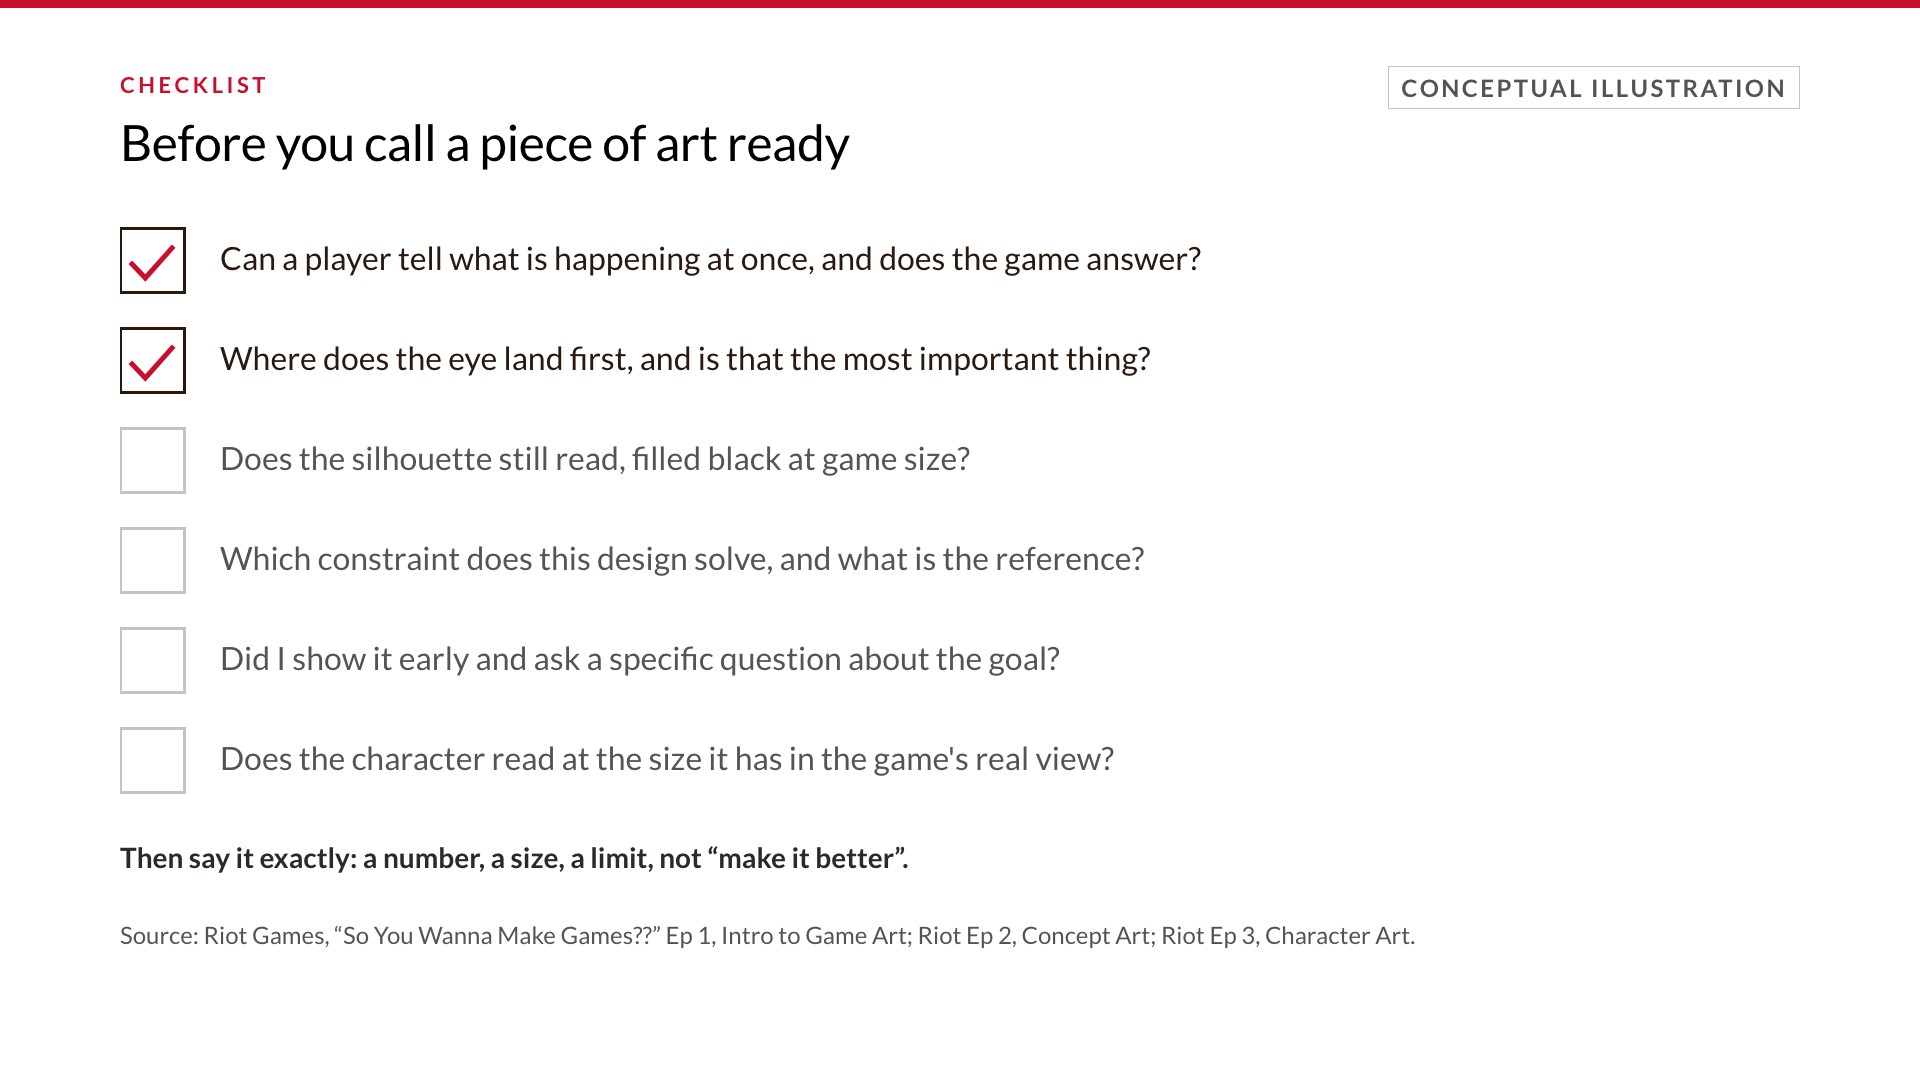 CHECKLIST
CONCEPTUAL ILLUSTRATION
Before you call a piece of art ready
Can a player tell what is happening at once, and does the game answer?
Where does the eye land first, and is that the most important thing?
Does the silhouette still read, filled black at game size?
Which constraint does this design solve, and what is the reference?
Did I show it early and ask a specific question about the goal?
Does the character read at the size it has in the game's real view?
Then say it exactly: a number, a size, a limit, not “make it better”.
Source: Riot Games, “So You Wanna Make Games??” Ep 1, Intro to Game Art; Riot Ep 2, Concept Art; Riot Ep 3, Character Art.